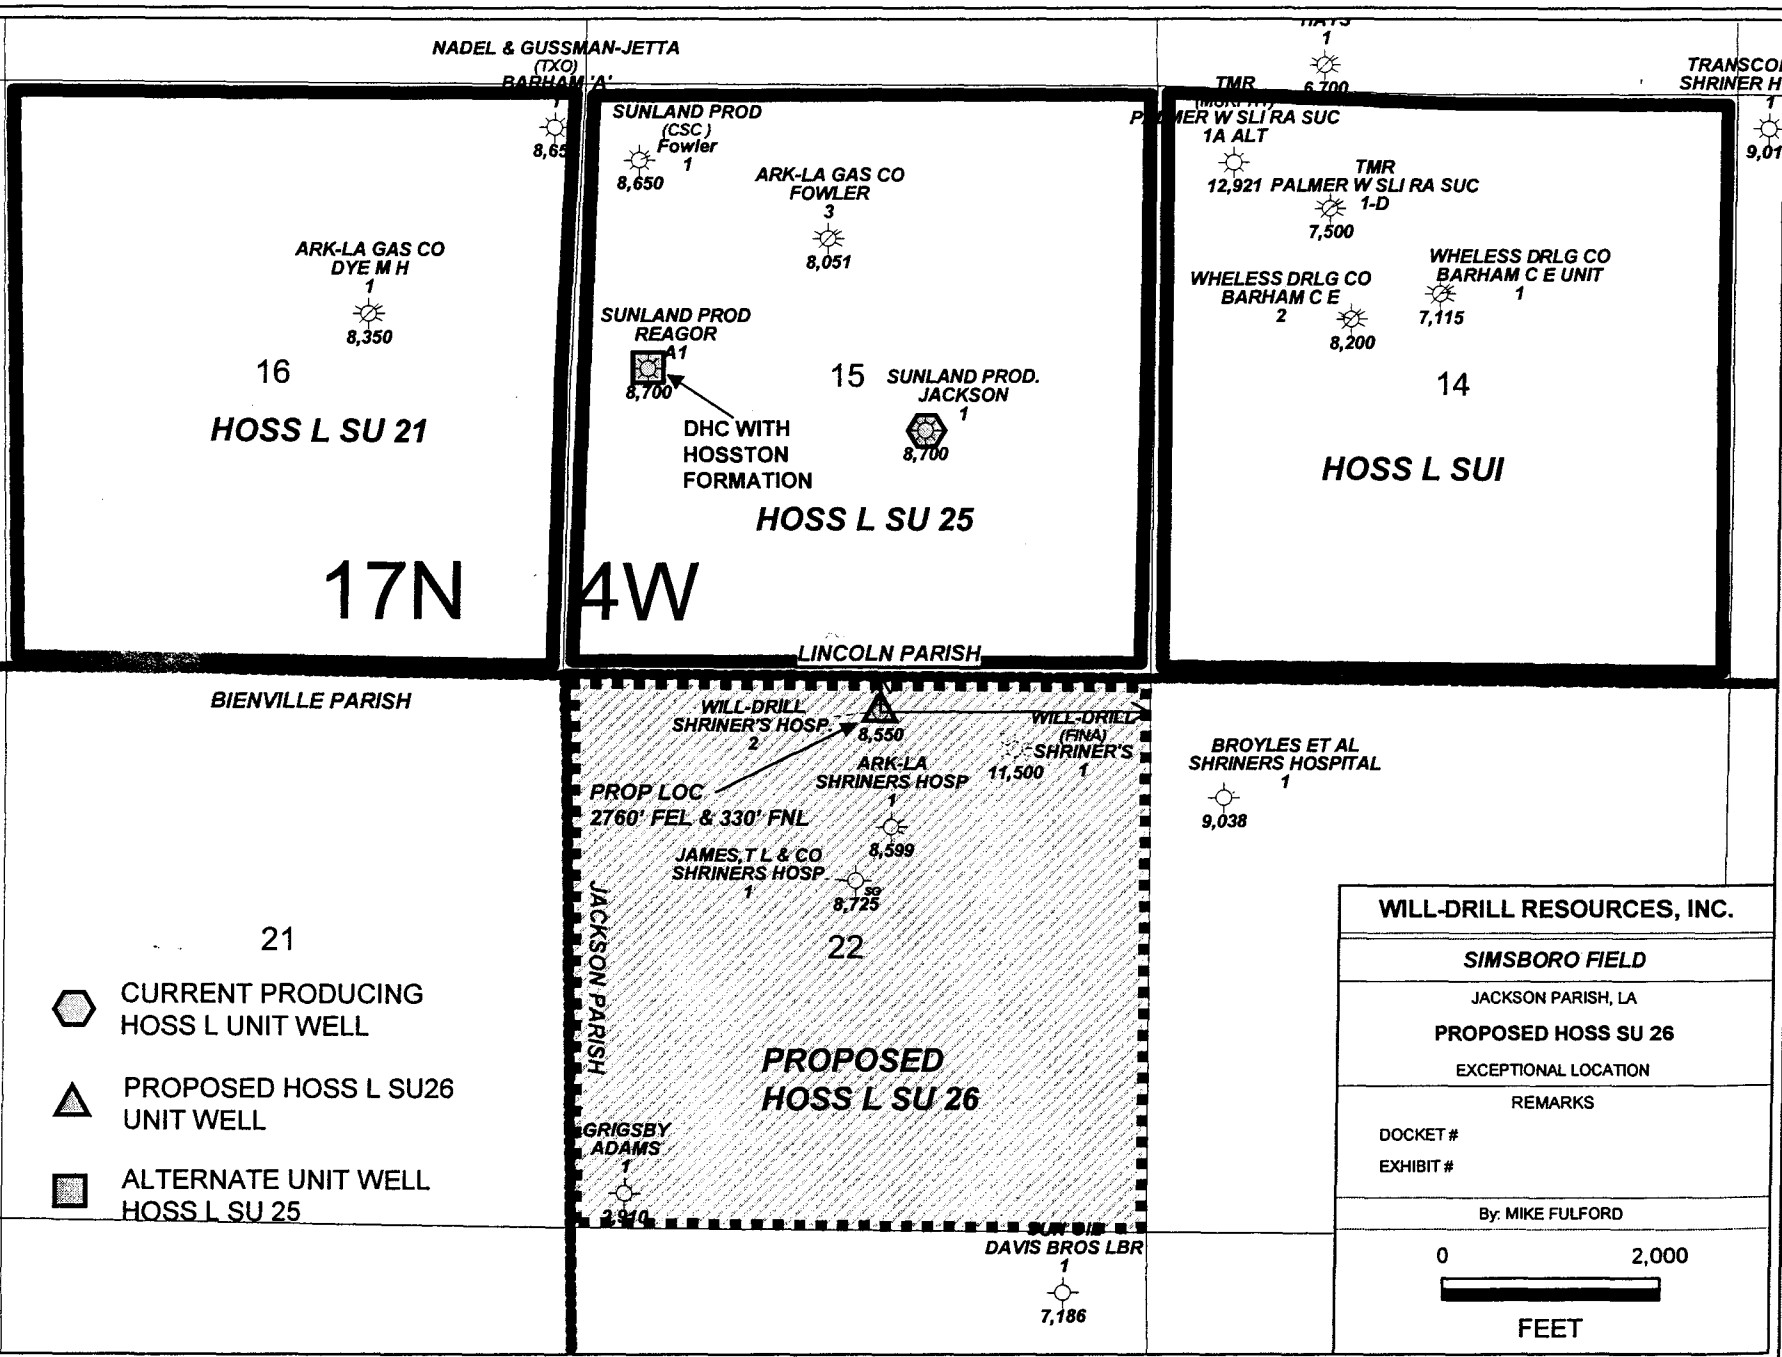 NADEL & GUSSMAN-JETTA
(TXO)
BARHAM 'A'
1
HAYS
1
6,700
TRANSCO
SHRINER H
1
9,01
SUNLAND PROD
(CSC)
Fowler
1
8,650
8,65
ARK-LA GAS CO
FOWLER
3
8,051
TMR
PALMER W SLI RA SUC
1A ALT
12,921
TMR
PALMER W SLI RA SUC
1-D
7,500
ARK-LA GAS CO
DYE M H
1
8,350
WHELESS DRLG CO
BARHAM C E UNIT
1
7,115
WHELESS DRLG CO
BARHAM C E
2
8,200
SUNLAND PROD
REAGOR
A1
8,700
16
15
14
SUNLAND PROD.
JACKSON
1
8,700
DHC WITH
HOSSTON
FORMATION
HOSS L SU 21
HOSS L SUI
HOSS L SU 25
17N
4W
LINCOLN PARISH
BIENVILLE PARISH
WILL-DRILL
SHRINER'S HOSP.
2
8,550
WILL-DRILL
(FINA)
SHRINER'S
1
11,500
BROYLES ET AL
SHRINERS HOSPITAL
1
9,038
ARK-LA
SHRINERS HOSP
1
8,599
PROP LOC
2760' FEL & 330' FNL
JAMES,T L & CO
SHRINERS HOSP
1
SG
8,725
JACKSON PARISH
21
22
CURRENT PRODUCING
HOSS L UNIT WELL
PROPOSED HOSS L SU26
UNIT WELL
ALTERNATE UNIT WELL
HOSS L SU 25
PROPOSED
HOSS L SU 26
GRIGSBY
ADAMS
1
2,910
DAVIS BROS LBR
1
7,186
WILL-DRILL RESOURCES, INC.
SIMSBORO FIELD
JACKSON PARISH, LA
PROPOSED HOSS SU 26
EXCEPTIONAL LOCATION
REMARKS
DOCKET #
EXHIBIT #
By: MIKE FULFORD
0 2,000
FEET